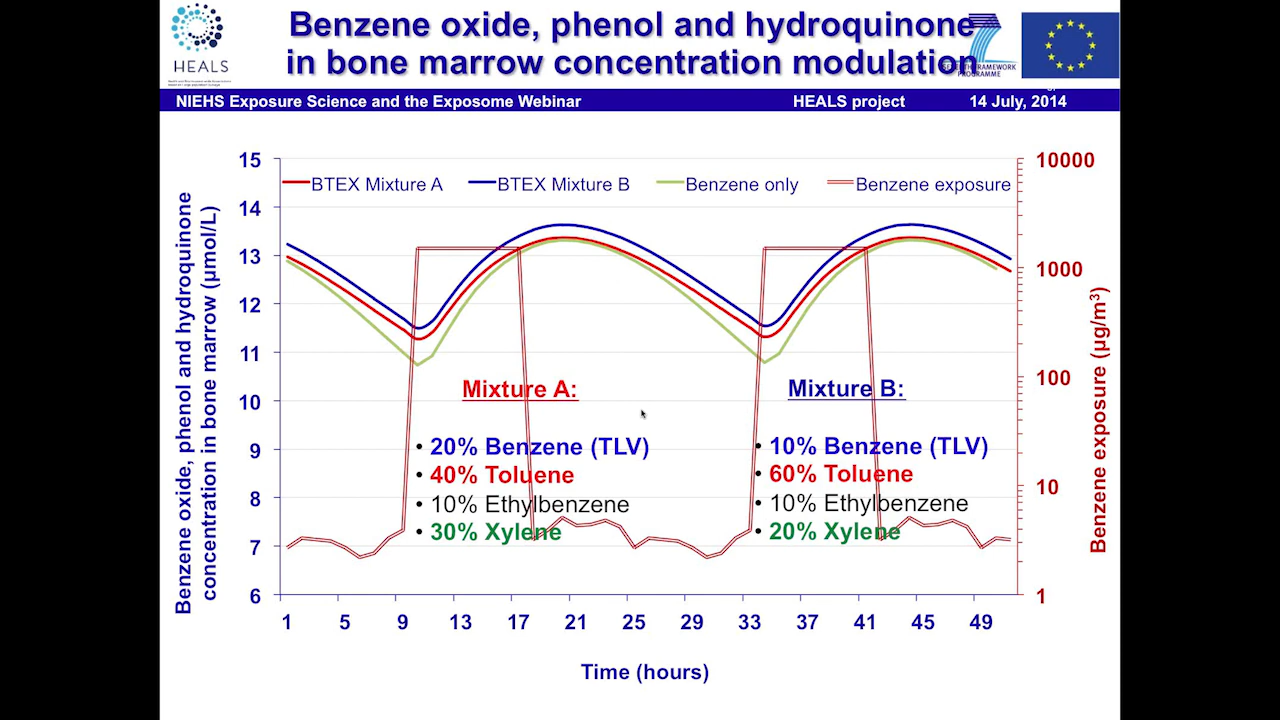 Benzene oxide, phenol and hydroquinone
in bone marrow concentration modulation
HEALS
PROGRAMME
NIEHS Exposure Science and the Exposome Webinar
HEALS project
14 July, 2014
BTEX Mixture A
BTEX Mixture B
Benzene only
Benzene exposure
Benzene oxide, phenol and hydroquinone
concentration in bone marrow (µmol/L)
15
14
13
12
11
10
9
8
7
6
10000
1000
100
10
1
Benzene exposure (µg/m³)
Mixture A:
• 20% Benzene (TLV)
• 40% Toluene
• 10% Ethylbenzene
• 30% Xylene
Mixture B:
• 10% Benzene (TLV)
• 60% Toluene
• 10% Ethylbenzene
• 20% Xylene
1 5 9 13 17 21 25 29 33 37 41 45 49
Time (hours)